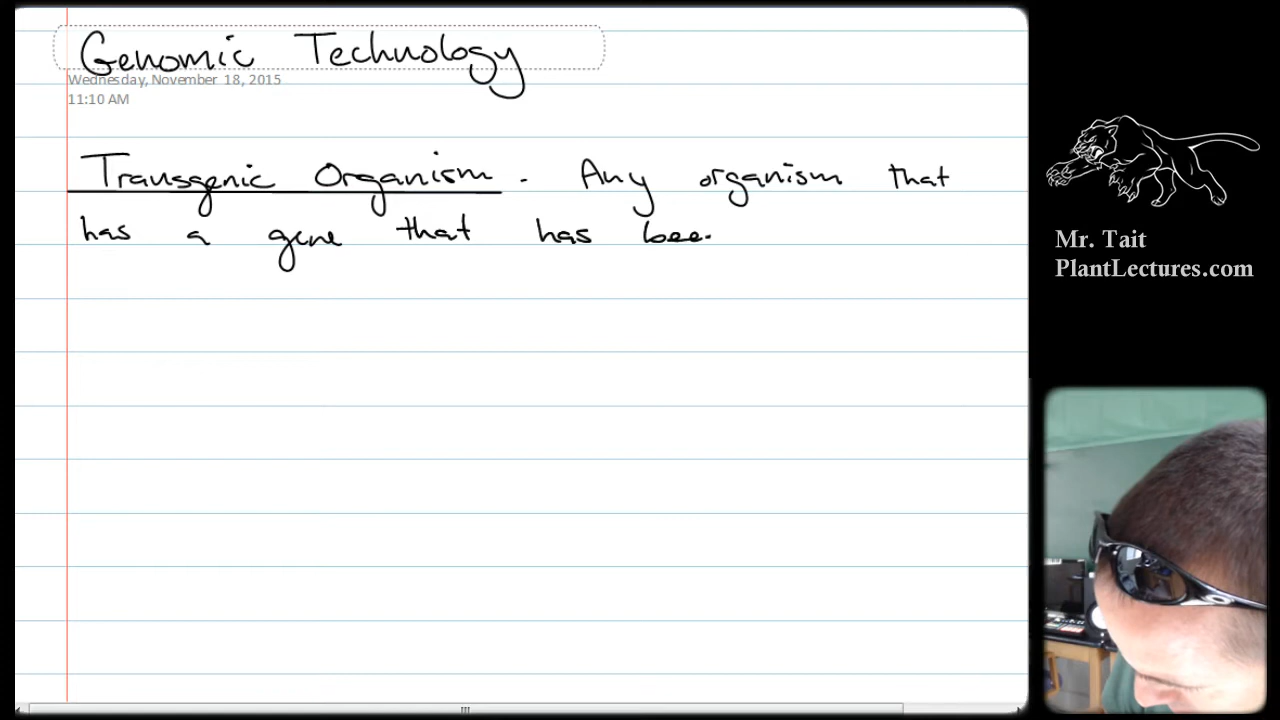 Genomic Technology
Wednesday, November 18, 2015
11:10 AM
Transgenic Organism - Any organism that
has a gene that has bee
Mr. Tait
PlantLectures.com